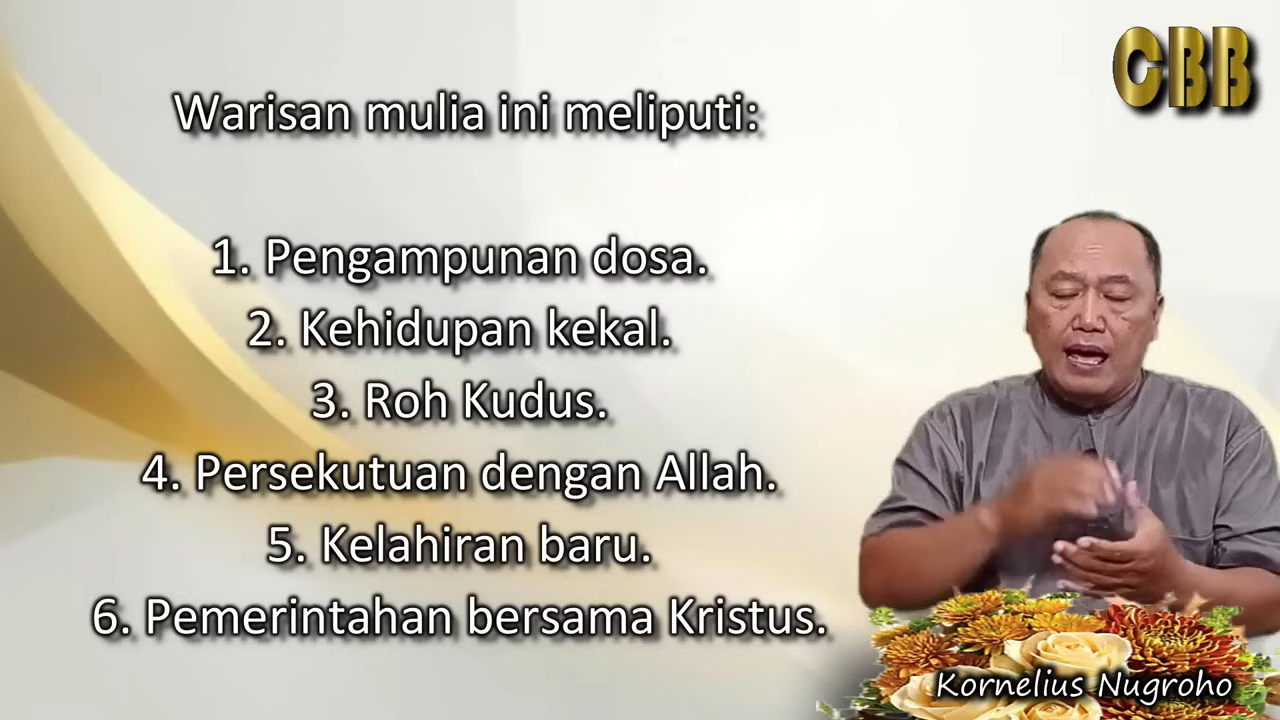 CBB
Warisan mulia ini meliputi:
1. Pengampunan dosa.
2. Kehidupan kekal.
3. Roh Kudus.
4. Persekutuan dengan Allah.
5. Kelahiran baru.
6. Pemerintahan bersama Kristus.
Kornelius Nugroho